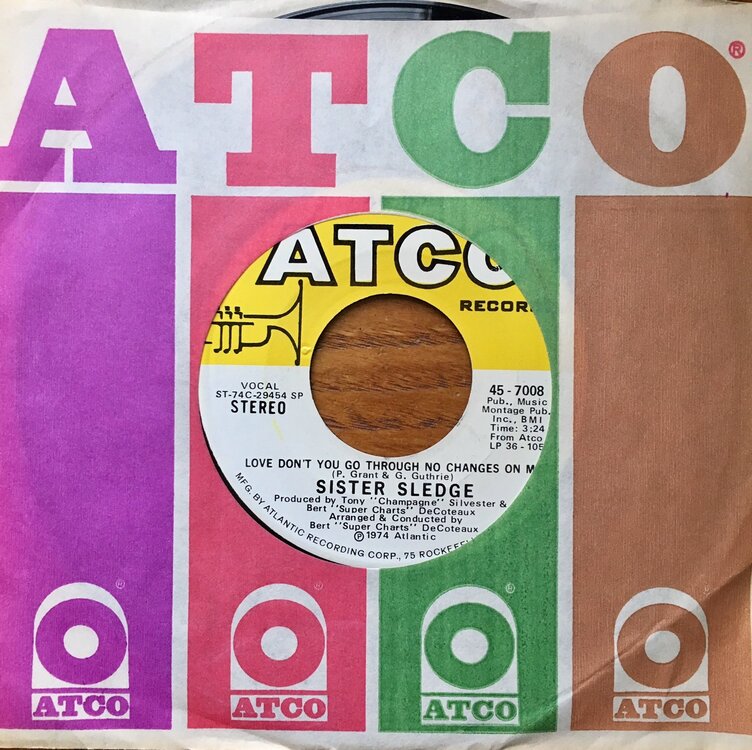 ATCO®
ATCO
RECOR
VOCAL
ST-74C-29454 SP
STEREO
45-7008
Pub., Music
Montage Pub.
Inc., BMI
Time: 3:24
From Atco
LP 36-105
LOVE DON'T YOU GO THROUGH NO CHANGES ON M
(P. Grant & G. Guthrie)
SISTER SLEDGE
Produced by Tony "Champagne" Silvester &
Bert "Super Charts" DeCoteaux
Arranged & Conducted by
Bert "Super Charts" DeCoteaux
Ⓟ1974 Atlantic
MFG. BY ATLANTIC RECORDING CORP., 75 ROCKEFEL
® ® ® ®
ATCO ATCO ATCO ATCO